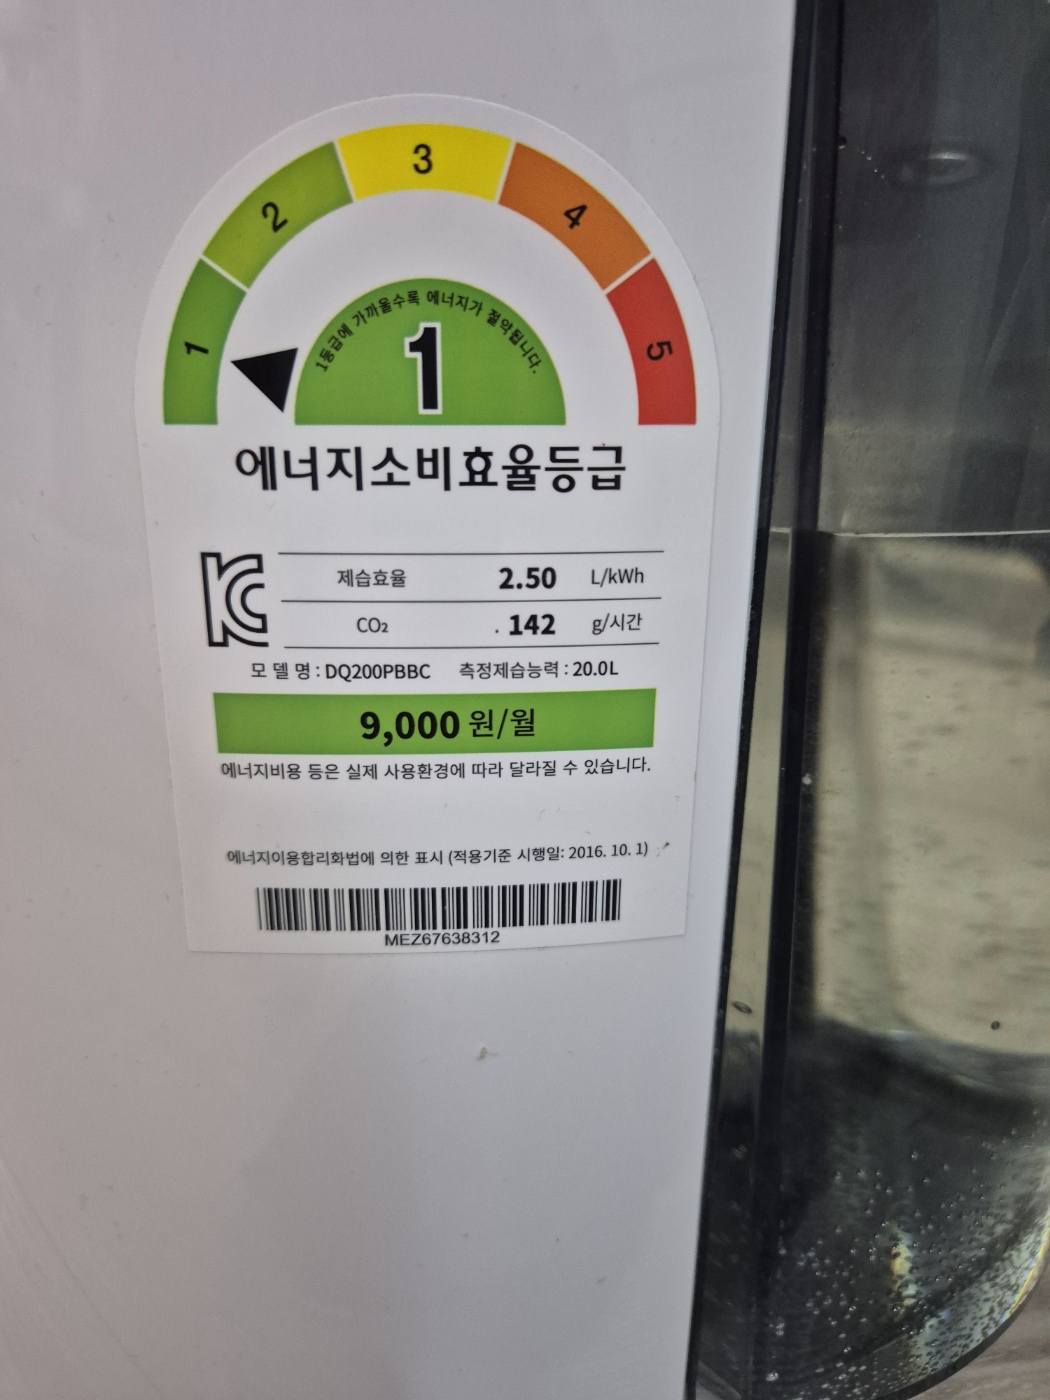 1
2
3
4
5
1등급에 가까울수록 에너지가 절약됩니다.
1
에너지소비효율등급
제습효율 2.50 L/kWh
CO₂ 142 g/시간
모 델 명 : DQ200PBBC 측정제습능력 : 20.0L
9,000 원/월
에너지비용 등은 실제 사용환경에 따라 달라질 수 있습니다.
에너지이용합리화법에 의한 표시 (적용기준 시행일: 2016. 10. 1)
MEZ67638312